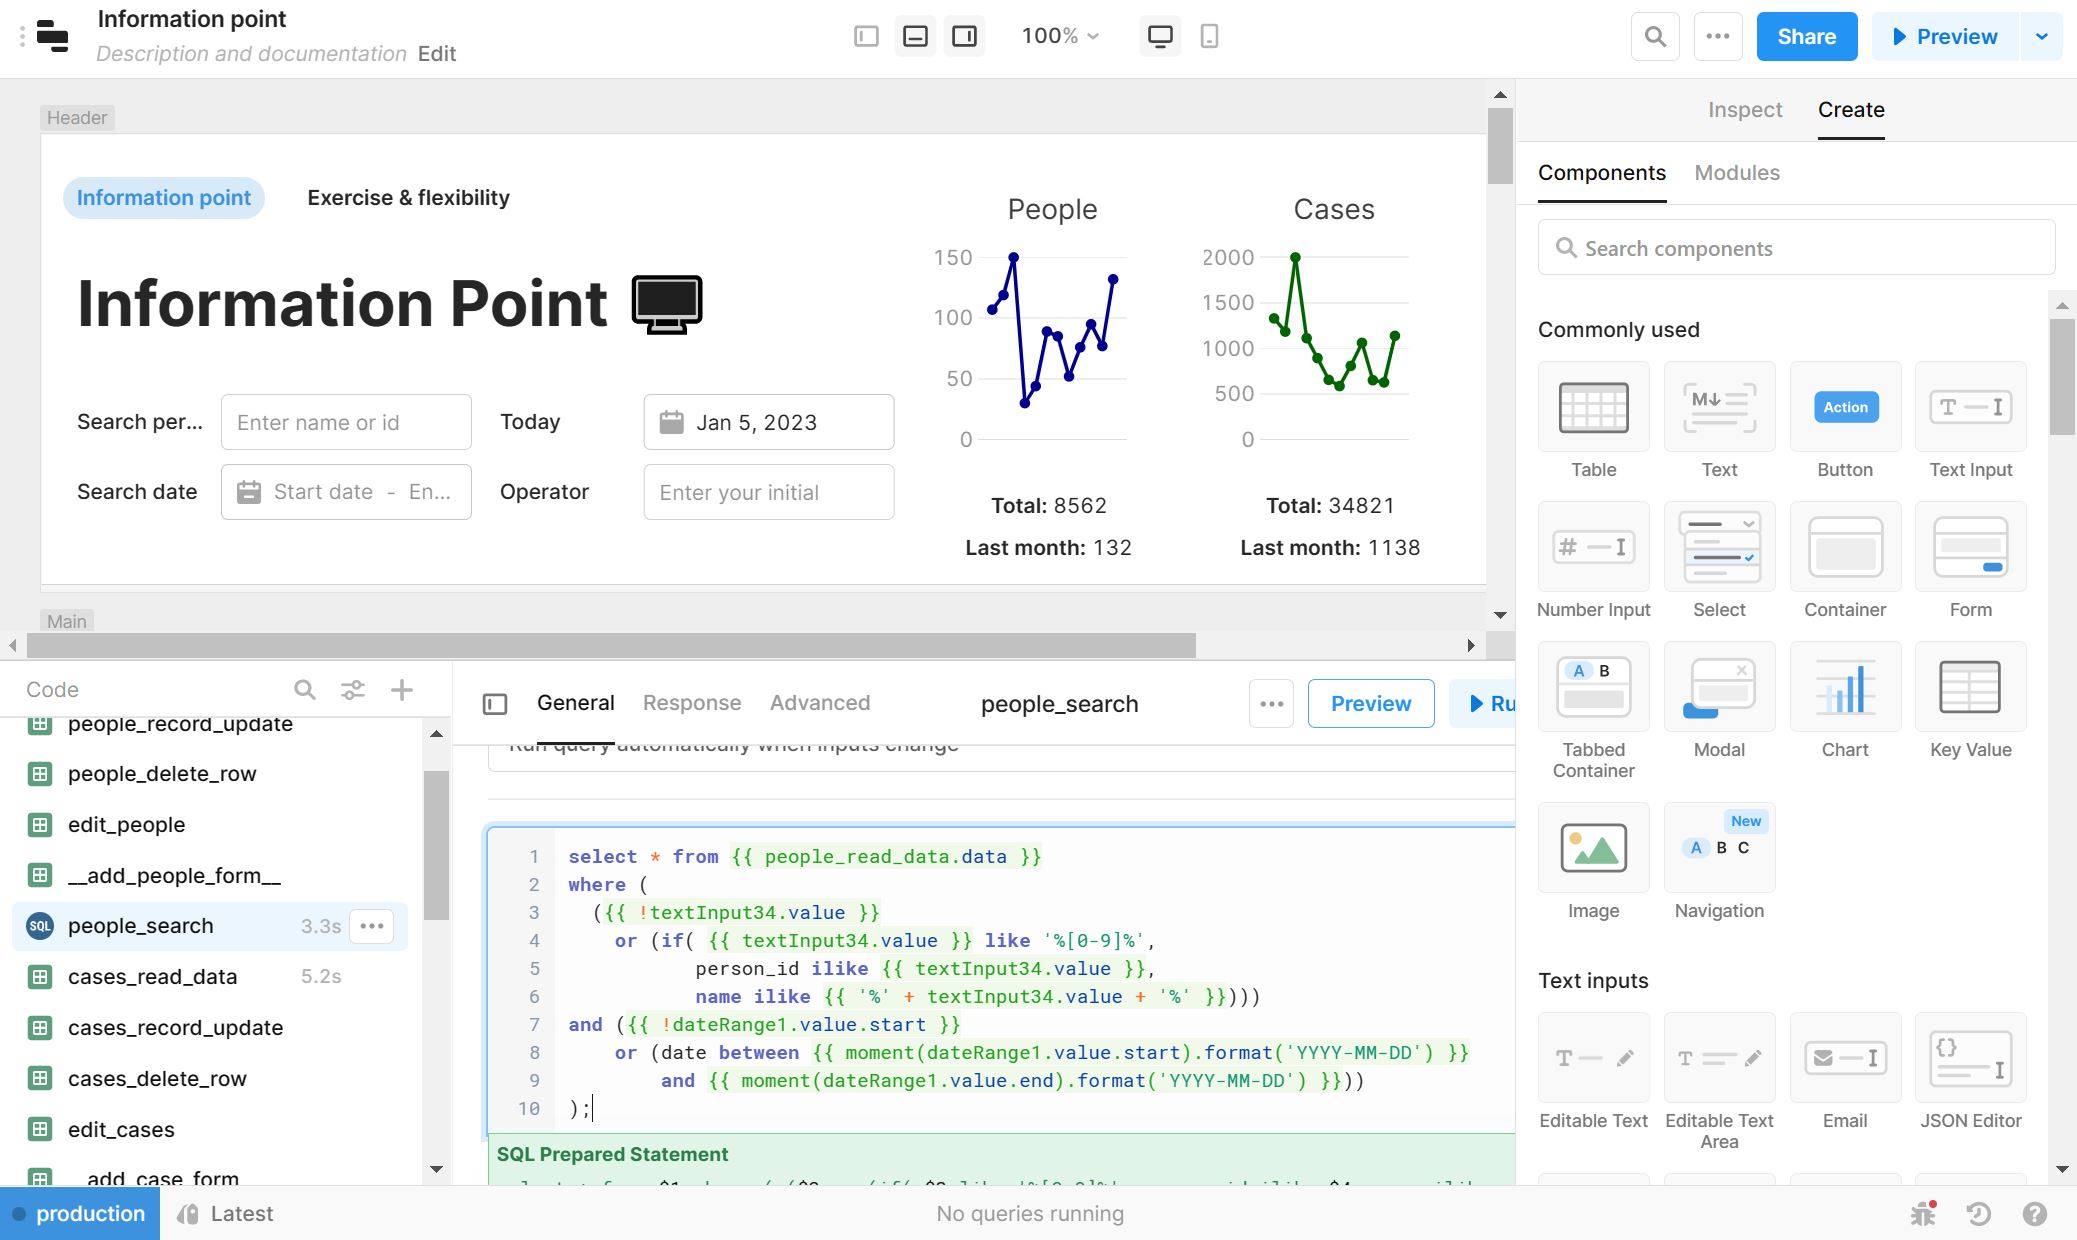 Information point
Description and documentation Edit
100%
Share
Preview
Header
Information point
Exercise & flexibility
Information Point
Search per...
Enter name or id
Today
Jan 5, 2023
Search date
Start date - En...
Operator
Enter your initial
People
150
100
50
0
Total: 8562
Last month: 132
Cases
2000
1500
1000
500
0
Total: 34821
Last month: 1138
Main
Inspect
Create
Components
Modules
Search components
Commonly used
M↓
Action
Table
Text
Button
Text Input
Number Input
Select
Container
Form
A B
Tabbed
Container
Modal
Chart
Key Value
New
A B C
Image
Navigation
Text inputs
Editable Text
Editable Text
Area
Email
JSON Editor
Code
people_record_update
people_delete_row
edit_people
__add_people_form__
SQL people_search 3.3s
cases_read_data 5.2s
cases_record_update
cases_delete_row
edit_cases
add_case_form
General
Response
Advanced
people_search
Preview
Ru
Run query automatically when inputs change
1 select * from {{ people_read_data.data }}
2 where (
3 ({{ !textInput34.value }}
4 or (if( {{ textInput34.value }} like '%[0-9]%',
5 person_id ilike {{ textInput34.value }},
6 name ilike {{ '%' + textInput34.value + '%' }})))
7 and ({{ !dateRange1.value.start }}
8 or (date between {{ moment(dateRange1.value.start).format('YYYY-MM-DD') }}
9 and {{ moment(dateRange1.value.end).format('YYYY-MM-DD') }}))
10 );
SQL Prepared Statement
production
Latest
No queries running